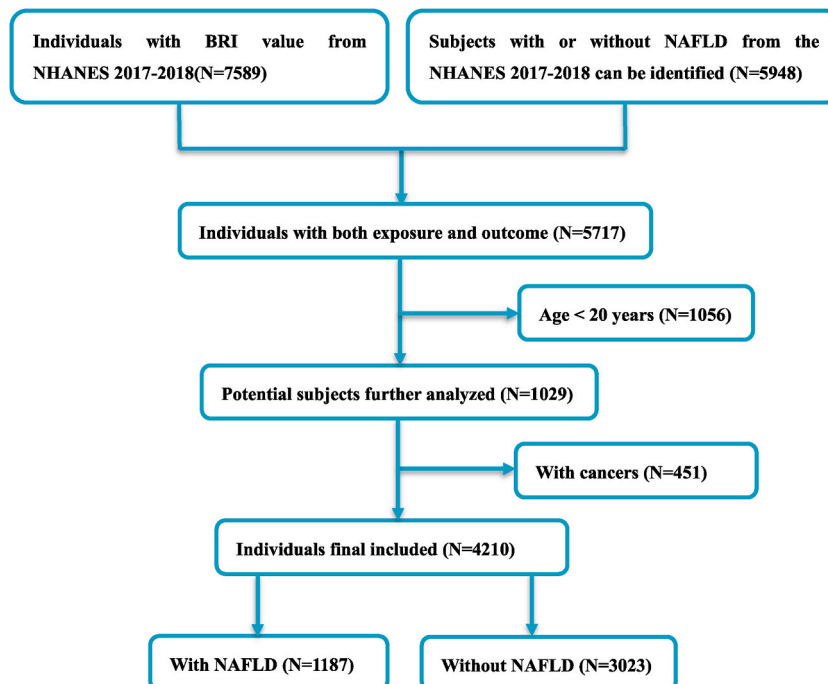 Individuals with BRI value from
NHANES 2017-2018(N=7589)
Subjects with or without NAFLD from the
NHANES 2017-2018 can be identified (N=5948)
Individuals with both exposure and outcome (N=5717)
Age < 20 years (N=1056)
Potential subjects further analyzed (N=1029)
With cancers (N=451)
Individuals final included (N=4210)
With NAFLD (N=1187)
Without NAFLD (N=3023)